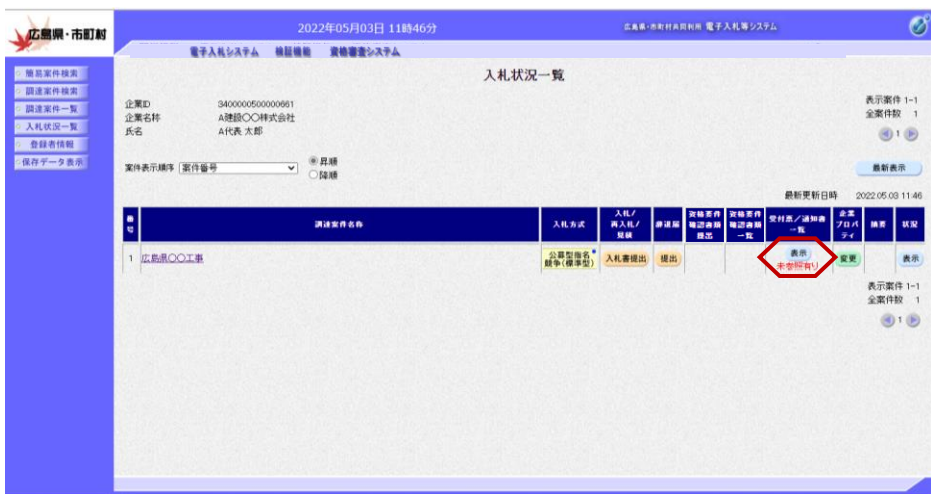 広島県・市町村
2022年05月03日 11時46分
広島県・市町村共同利用 電子入札等システム
電子入札システム 検証機能 資格審査システム
簡易案件検索
調達案件検索
調達案件一覧
入札状況一覧
登録者情報
保存データ表示
入札状況一覧
企業ID 3400000500000661
企業名称 A建設〇〇株式会社
氏名 A代表 太郎
表示案件 1-1
全案件数 1
1
案件表示順序 案件番号
昇順
降順
最新表示
最新更新日時 2022.05.03 11:46
番号 調達案件名称 入札方式 入札/再入札/見積 辞退届 資格要件確認書類提出 資格要件確認書類一覧 受付票/通知書一覧 企業プロパティ 摘要 状況
1 広島県〇〇工事 公募型指名競争(標準型) 入札書提出 提出 表示 未参照有り 変更 表示
表示案件 1-1
全案件数 1
1